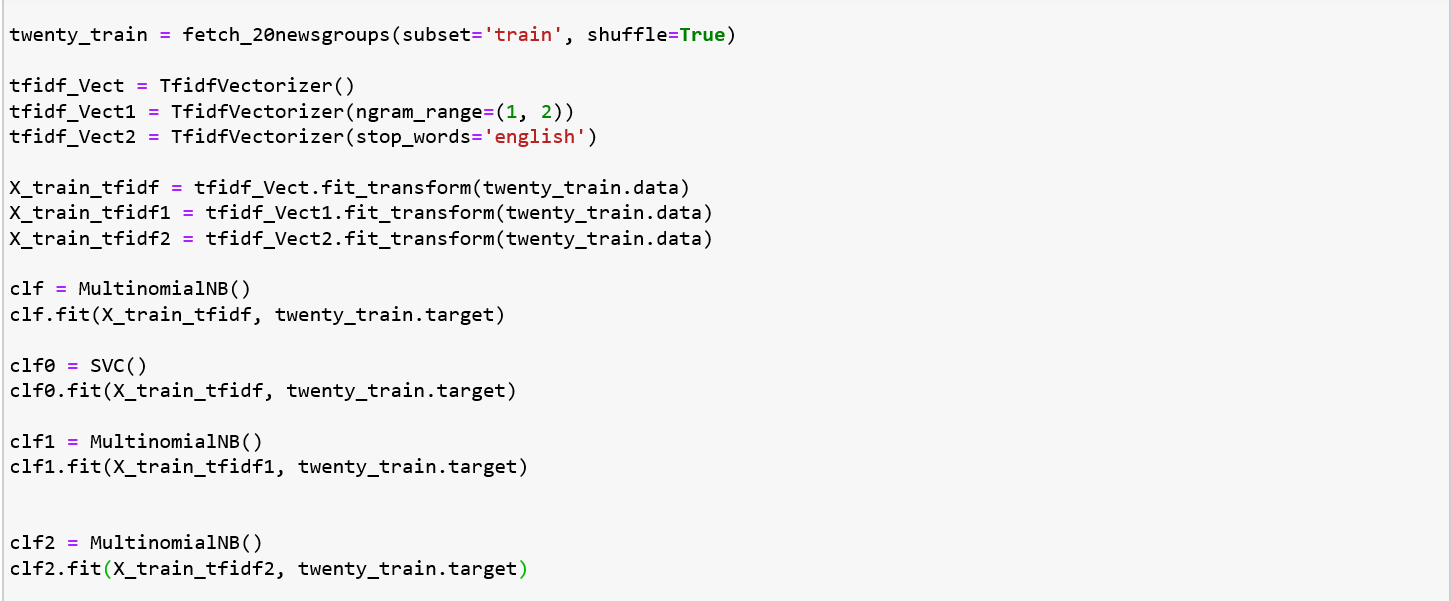 twenty_train = fetch_20newsgroups(subset='train', shuffle=True)
tfidf_Vect = TfidfVectorizer()
tfidf_Vect1 = TfidfVectorizer(ngram_range=(1, 2))
tfidf_Vect2 = TfidfVectorizer(stop_words='english')
X_train_tfidf = tfidf_Vect.fit_transform(twenty_train.data)
X_train_tfidf1 = tfidf_Vect1.fit_transform(twenty_train.data)
X_train_tfidf2 = tfidf_Vect2.fit_transform(twenty_train.data)
clf = MultinomialNB()
clf.fit(X_train_tfidf, twenty_train.target)
clf0 = SVC()
clf0.fit(X_train_tfidf, twenty_train.target)
clf1 = MultinomialNB()
clf1.fit(X_train_tfidf1, twenty_train.target)
clf2 = MultinomialNB()
clf2.fit(X_train_tfidf2, twenty_train.target)